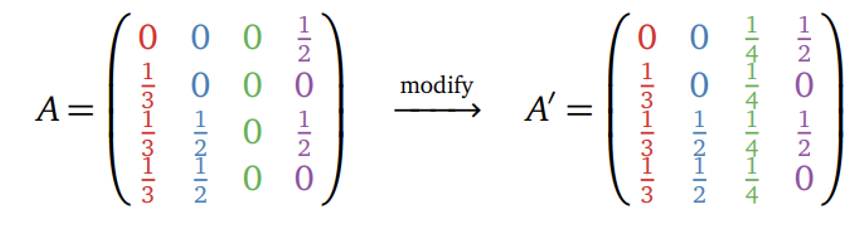 A = ( 0 0 0 1/2 modify A′ = ( 0 0 1/4 1/2
1/3 0 0 0 1/3 0 1/4 0
1/3 1/2 0 1/2 1/3 1/2 1/4 1/2
1/3 1/2 0 0 ) 1/3 1/2 1/4 0 )